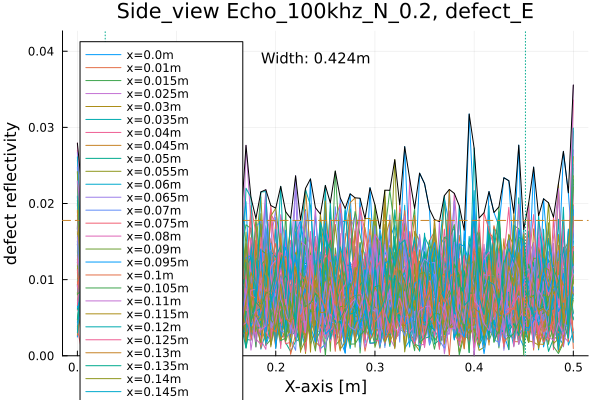 Side_view Echo_100khz_N_0.2, defect_E
Width: 0.424m
defect reflectivity
0.04
0.03
0.02
0.01
0.00
x=0.0m
x=0.01m
x=0.015m
x=0.025m
x=0.03m
x=0.035m
x=0.04m
x=0.045m
x=0.05m
x=0.055m
x=0.06m
x=0.065m
x=0.07m
x=0.075m
x=0.08m
x=0.09m
x=0.095m
x=0.1m
x=0.105m
x=0.11m
x=0.115m
x=0.12m
x=0.125m
x=0.13m
x=0.135m
x=0.14m
x=0.145m
0. 0.2 0.3 0.4 0.5
X-axis [m]